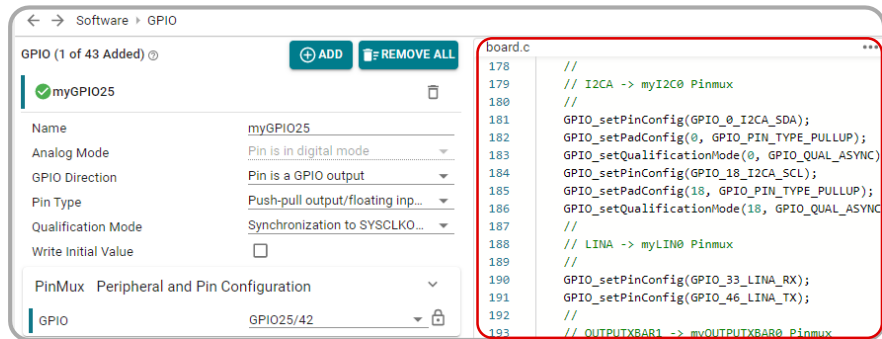 ← → Software › GPIO
GPIO (1 of 43 Added)
ADD
REMOVE ALL
myGPIO25
Name myGPIO25
Analog Mode Pin is in digital mode
GPIO Direction Pin is a GPIO output
Pin Type Push-pull output/floating inp...
Qualification Mode Synchronization to SYSCLKO...
Write Initial Value
PinMux Peripheral and Pin Configuration
GPIO GPIO25/42
board.c
178 //
179 // I2CA -> myI2C0 Pinmux
180 //
181 GPIO_setPinConfig(GPIO_0_I2CA_SDA);
182 GPIO_setPadConfig(0, GPIO_PIN_TYPE_PULLUP);
183 GPIO_setQualificationMode(0, GPIO_QUAL_ASYNC)
184 GPIO_setPinConfig(GPIO_18_I2CA_SCL);
185 GPIO_setPadConfig(18, GPIO_PIN_TYPE_PULLUP);
186 GPIO_setQualificationMode(18, GPIO_QUAL_ASYNC
187 //
188 // LINA -> myLIN0 Pinmux
189 //
190 GPIO_setPinConfig(GPIO_33_LINA_RX);
191 GPIO_setPinConfig(GPIO_46_LINA_TX);
192 //
193 // OUTPUTXBAR1 -> myOUTPUTXBAR0 Pinmux